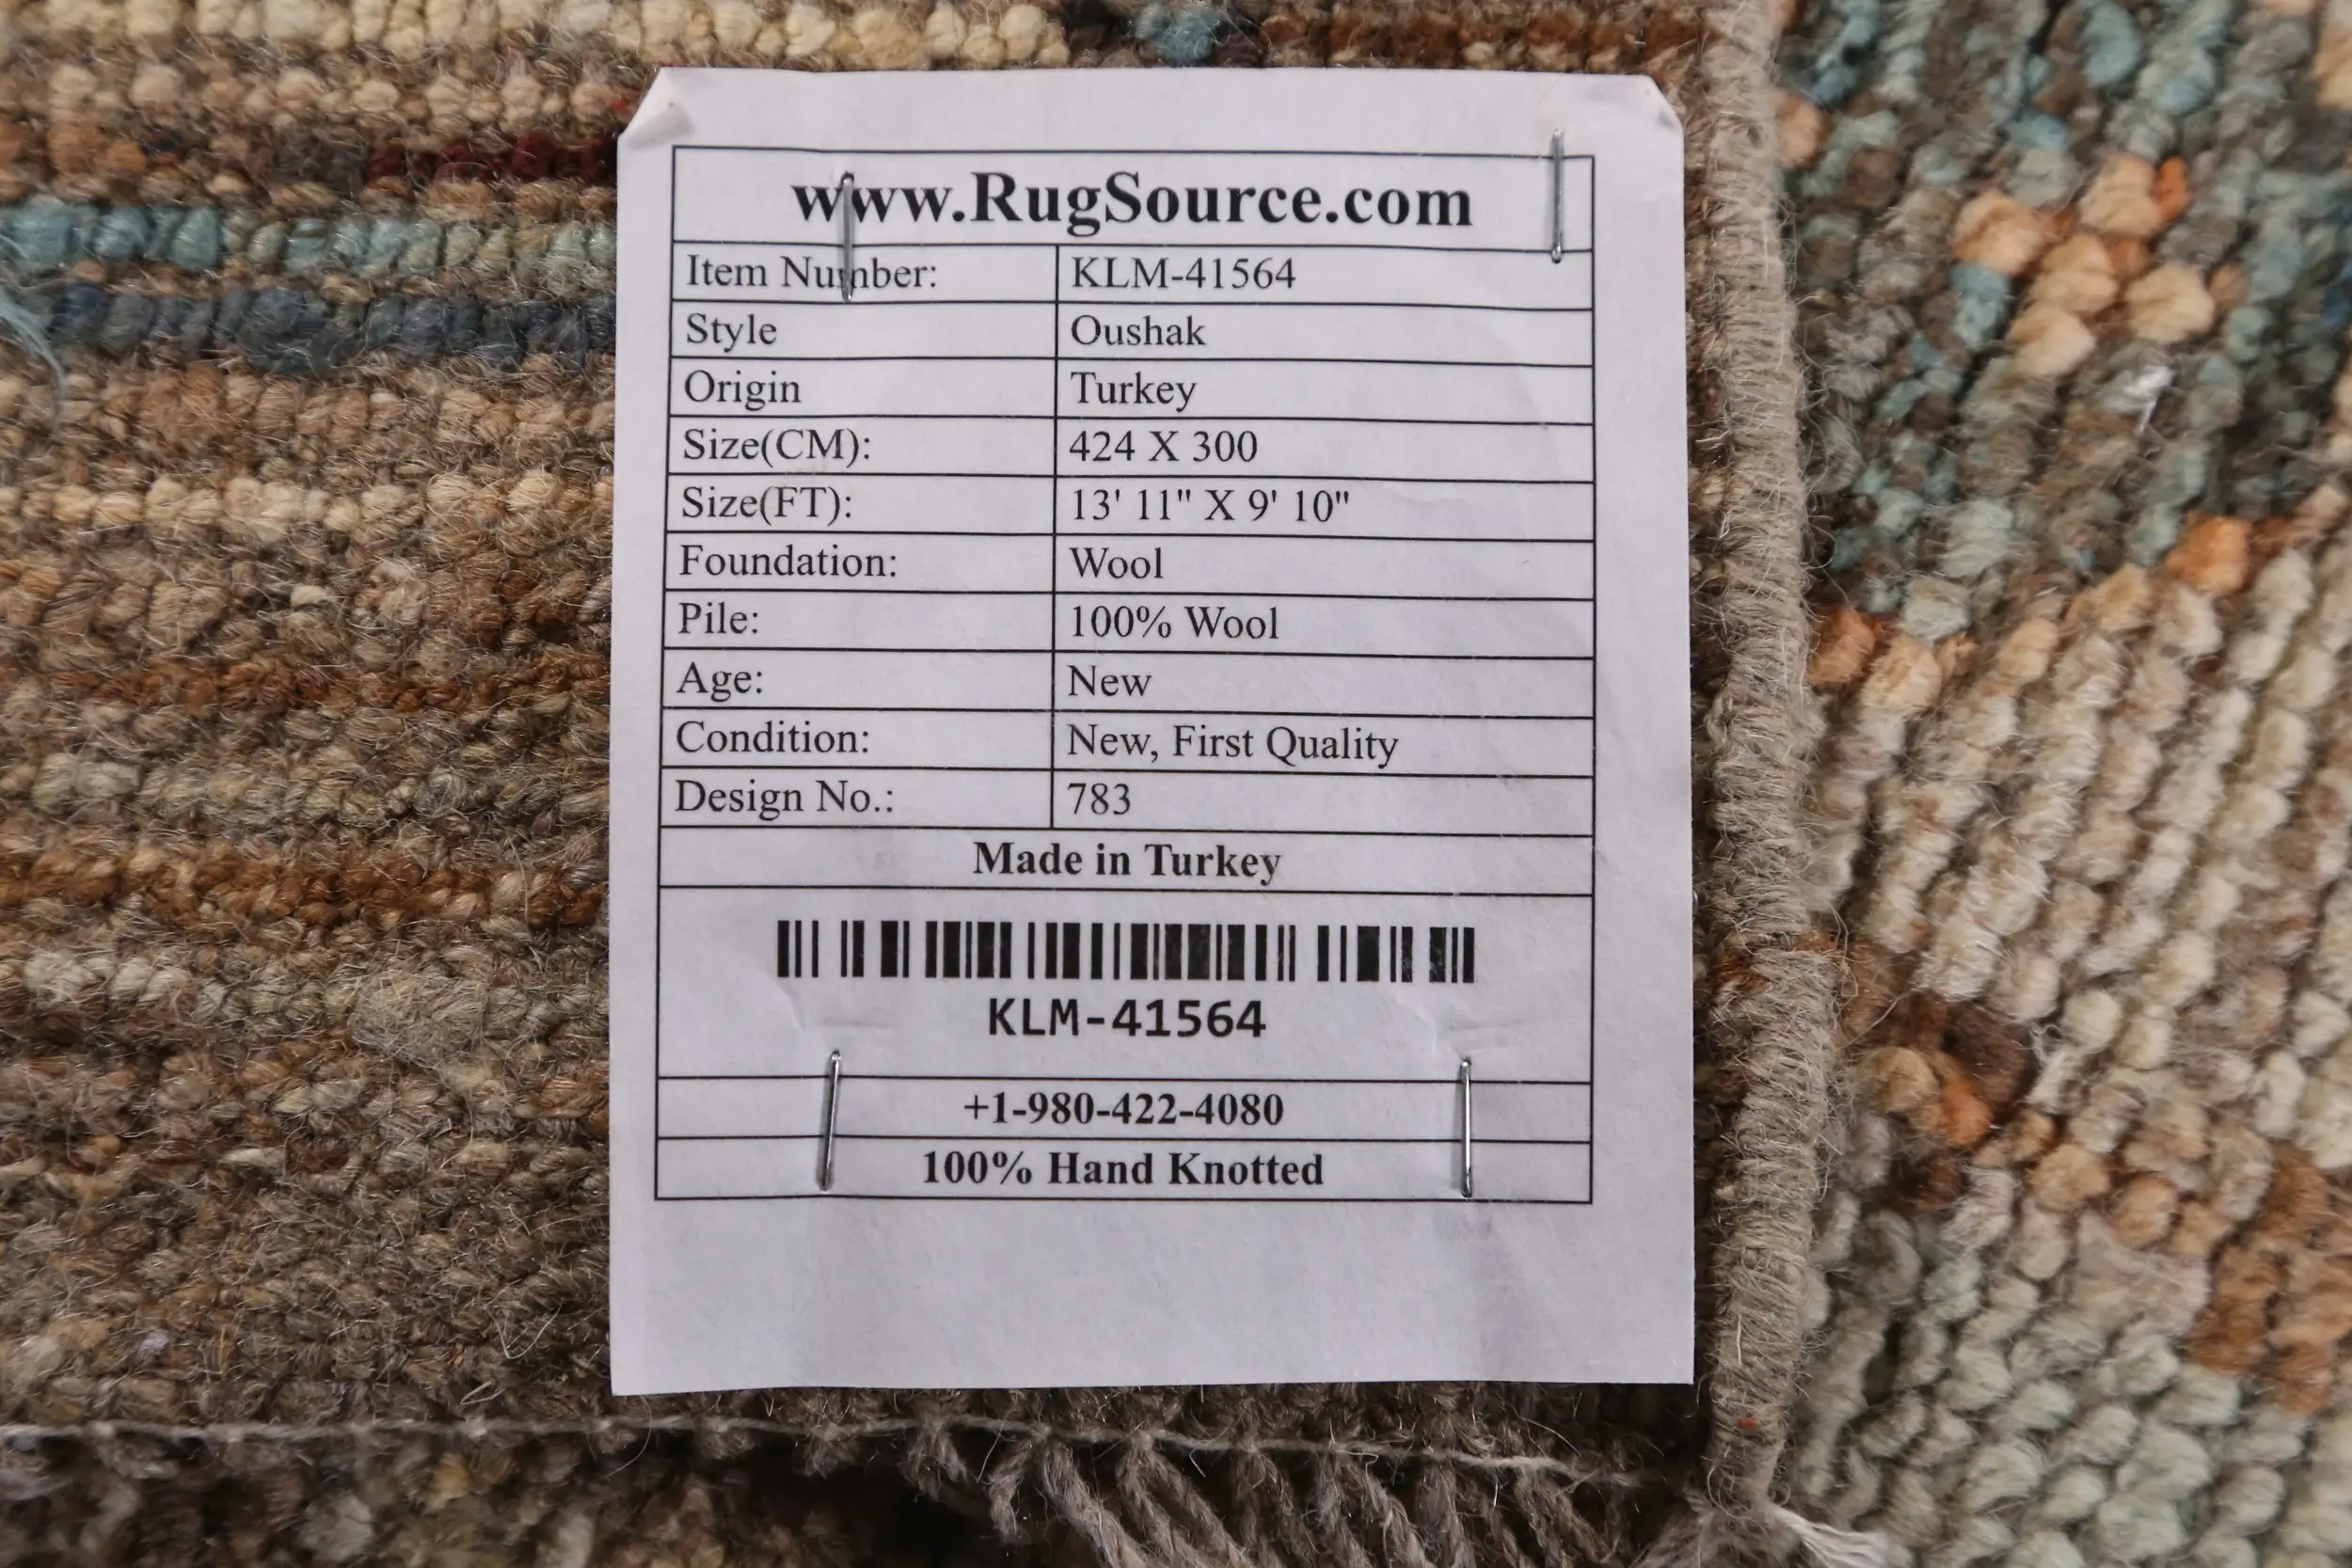 www.RugSource.com
Item Number: KLM-41564
Style Oushak
Origin Turkey
Size(CM): 424 X 300
Size(FT): 13' 11" X 9' 10"
Foundation: Wool
Pile: 100% Wool
Age: New
Condition: New, First Quality
Design No.: 783
Made in Turkey
KLM-41564
+1-980-422-4080
100% Hand Knotted